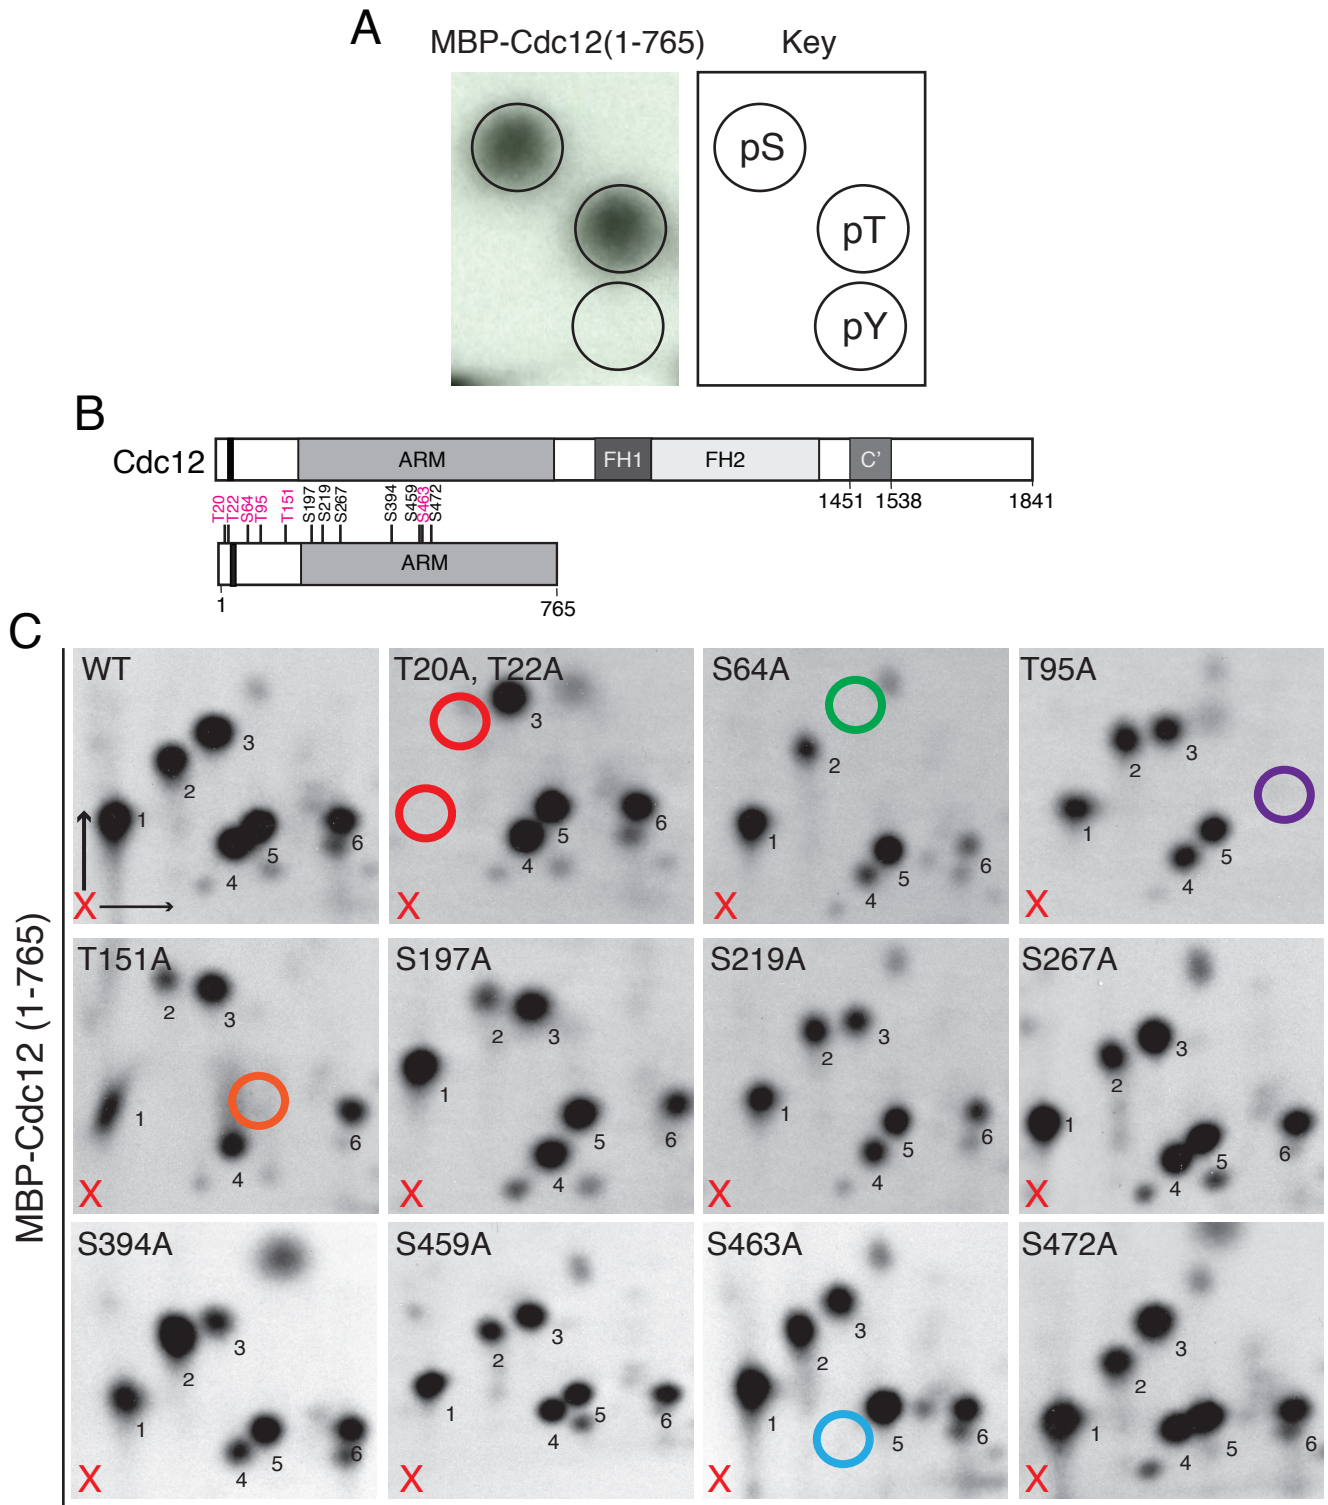 A
MBP-Cdc12(1-765) Key
pS
pT
pY
B
Cdc12 ARM FH1 FH2 C'
1451 1538 1841
T20 T22 S64 T95 T151 S197 S219 S267 S394 S459 S463 S472
ARM
1 765
C
MBP-Cdc12 (1-765)
WT
1 2 3 4 5 6
X
T20A, T22A
3 4 5 6
X
S64A
1 2 4 5 6
X
T95A
1 2 3 4 5
X
T151A
1 2 3 4 6
X
S197A
1 2 3 4 5 6
X
S219A
1 2 3 4 5 6
X
S267A
1 2 3 4 5 6
X
S394A
1 2 3 4 5 6
X
S459A
1 2 3 4 5 6
X
S463A
1 2 3 5 6
X
S472A
1 2 3 4 5 6
X